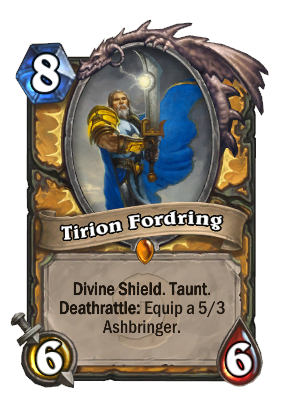 8
Tirion Fordring
Divine Shield. Taunt.
Deathrattle: Equip a 5/3
Ashbringer.
6
6